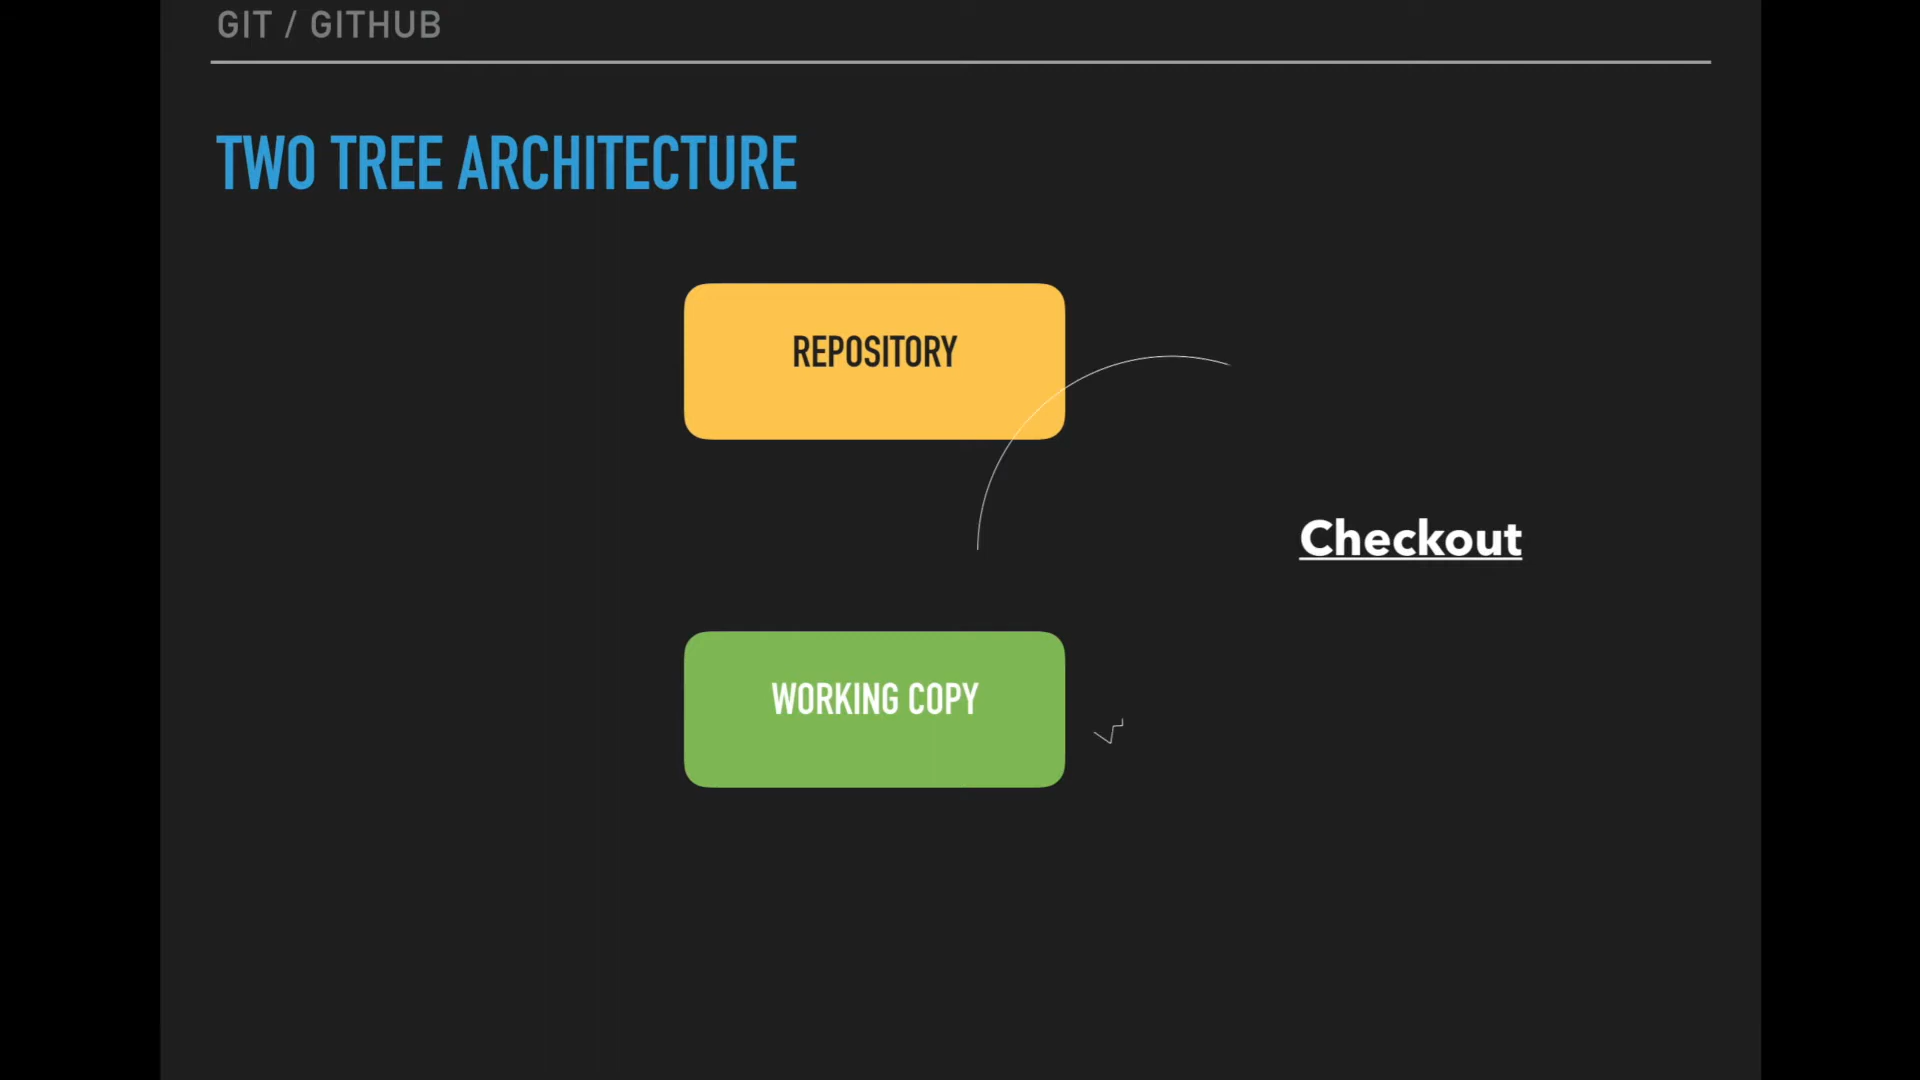 GIT / GITHUB
TWO TREE ARCHITECTURE
REPOSITORY
Checkout
WORKING COPY